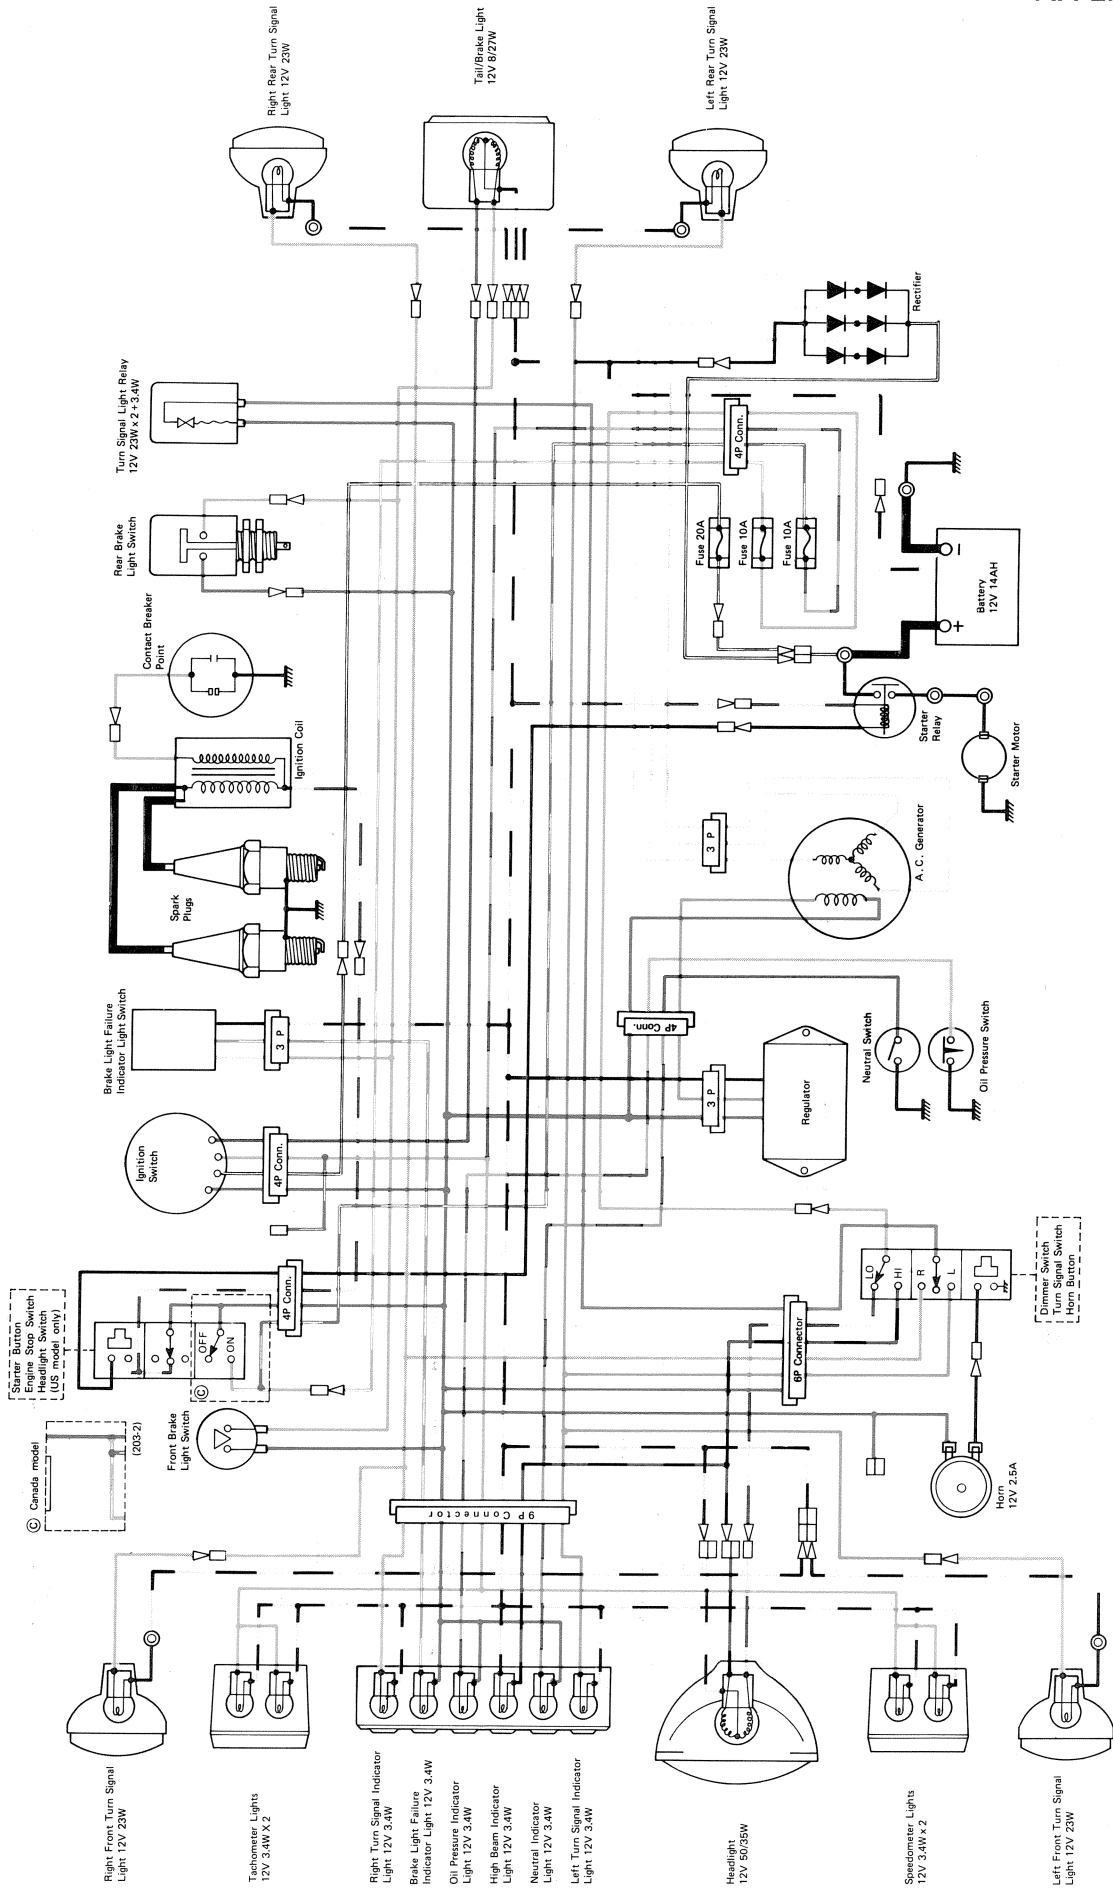 Right Rear Turn Signal
Light 12V 23W
Tail/Brake Light
12V 8/27W
Left Rear Turn Signal
Light 12V 23W
Rectifier
Turn Signal Light Relay
12V 23W x 2 + 3.4W
4P Conn.
Rear Brake
Light Switch
Fuse 20A
Fuse 10A
Fuse 10A
Battery
12V 14AH
+
-
Contact Breaker
Point
Starter
Relay
Starter Motor
Ignition Coil
3 P
A.C. Generator
Spark
Plugs
Brake Light Failure
Indicator Light Switch
3 P
4P Conn.
Neutral Switch
Oil Pressure Switch
3 P
Regulator
Ignition
Switch
4P Conn.
Starter Button
Engine Stop Switch
Headlight Switch
(US model only)
4P Conn.
OFF
ON
©
LO
HI
R
L
Dimmer Switch
Turn Signal Switch
Horn Button
6P Connector
© Canada model
(203-2)
Front Brake
Light Switch
9P Connector
Horn
12V 2.5A
Right Front Turn Signal
Light 12V 23W
Tachometer Lights
12V 3.4W X 2
Right Turn Signal Indicator
Light 12V 3.4W
Brake Light Failure
Indicator Light 12V 3.4W
Oil Pressure Indicator
Light 12V 3.4W
High Beam Indicator
Light 12V 3.4W
Neutral Indicator
Light 12V 3.4W
Left Turn Signal Indicator
Light 12V 3.4W
Headlight
12V 50/35W
Speedometer Lights
12V 3.4W x 2
Left Front Turn Signal
Light 12V 23W